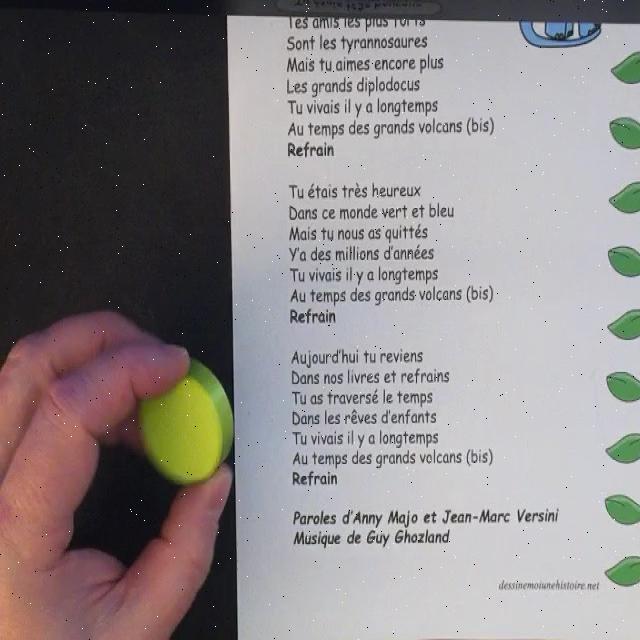 Tes amis les plus forts
Sont les tyrannosaures
Mais tu aimes encore plus
Les grands diplodocus
Tu vivais il y a longtemps
Au temps des grands volcans (bis)
Refrain
Tu étais très heureux
Dans ce monde vert et bleu
Mais tu nous as quittés
Y'a des millions d'années
Tu vivais il y a longtemps
Au temps des grands volcans (bis)
Refrain
Aujourd'hui tu reviens
Dans nos livres et refrains
Tu as traversé le temps
Dans les rêves d'enfants
Tu vivais il y a longtemps
Au temps des grands volcans (bis)
Refrain
Paroles d'Anny Majo et Jean-Marc Versini
Musique de Guy Ghozland
dessinemoiunehistoire.net